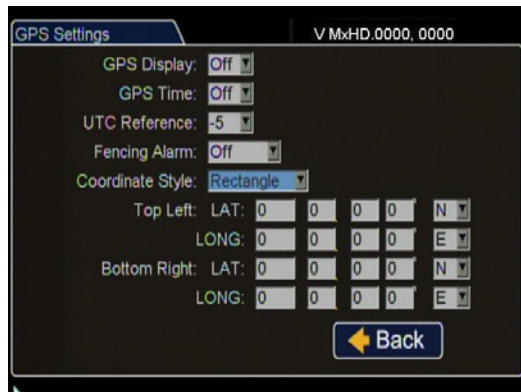 GPS Settings V MxHD.0000, 0000
GPS Display: Off
GPS Time: Off
UTC Reference: -5
Fencing Alarm: Off
Coordinate Style: Rectangle
Top Left: LAT: 0 0 0 0 N
LONG: 0 0 0 0 E
Bottom Right: LAT: 0 0 0 0 N
LONG: 0 0 0 0 E
Back